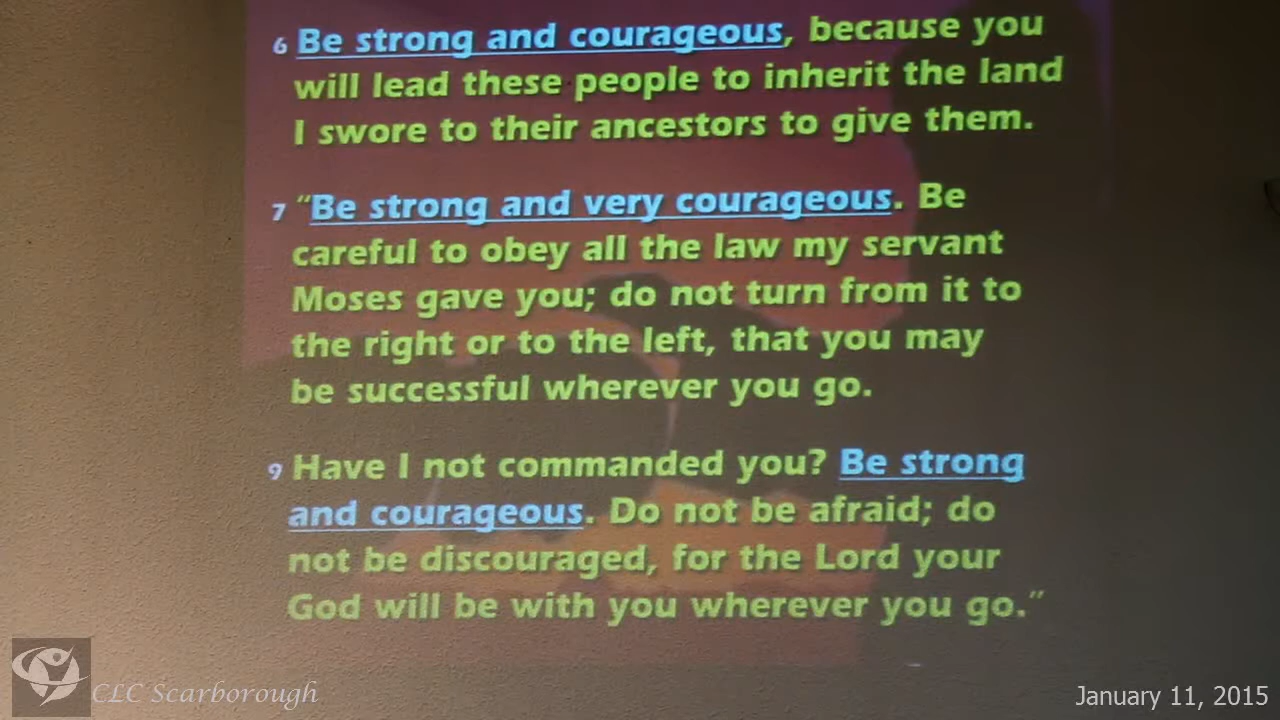 6 Be strong and courageous, because you
will lead these people to inherit the land
I swore to their ancestors to give them.
7 “Be strong and very courageous. Be
careful to obey all the law my servant
Moses gave you; do not turn from it to
the right or to the left, that you may
be successful wherever you go.
9 Have I not commanded you? Be strong
and courageous. Do not be afraid; do
not be discouraged, for the Lord your
God will be with you wherever you go.”
CLC Scarborough
January 11, 2015